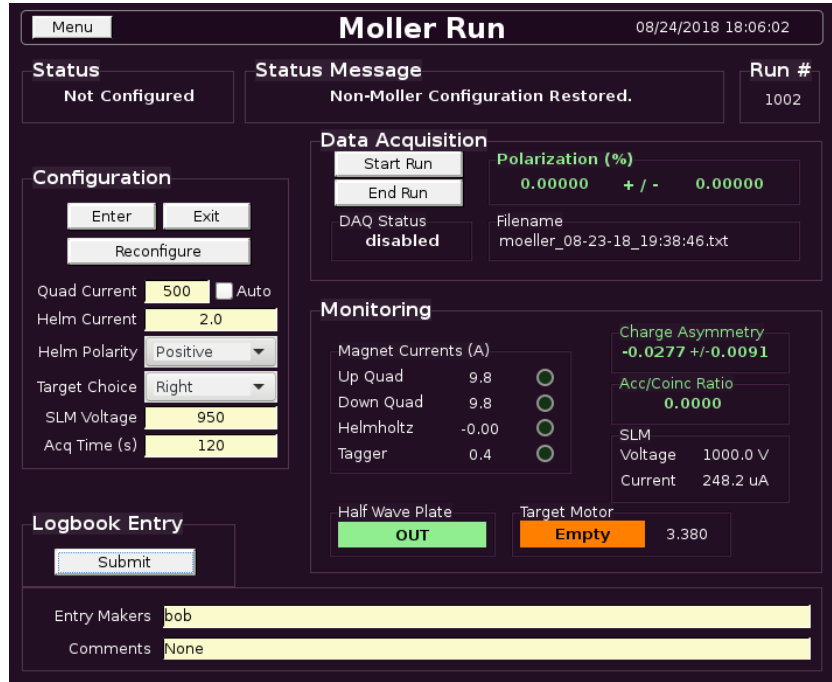 Menu
Moller Run
08/24/2018 18:06:02
Status
Not Configured
Status Message
Non-Moller Configuration Restored.
Run #
1002
Configuration
Enter Exit
Reconfigure
Quad Current 500 Auto
Helm Current 2.0
Helm Polarity Positive
Target Choice Right
SLM Voltage 950
Acq Time (s) 120
Data Acquisition
Start Run
End Run
Polarization (%)
0.00000 + / - 0.00000
DAQ Status
disabled
Filename
moeller_08-23-18_19:38:46.txt
Monitoring
Magnet Currents (A)
Up Quad 9.8
Down Quad 9.8
Helmholtz -0.00
Tagger 0.4
Charge Asymmetry
-0.0277 +/-0.0091
Acc/Coinc Ratio
0.0000
SLM
Voltage 1000.0 V
Current 248.2 uA
Half Wave Plate
OUT
Target Motor
Empty 3.380
Logbook Entry
Submit
Entry Makers bob
Comments None